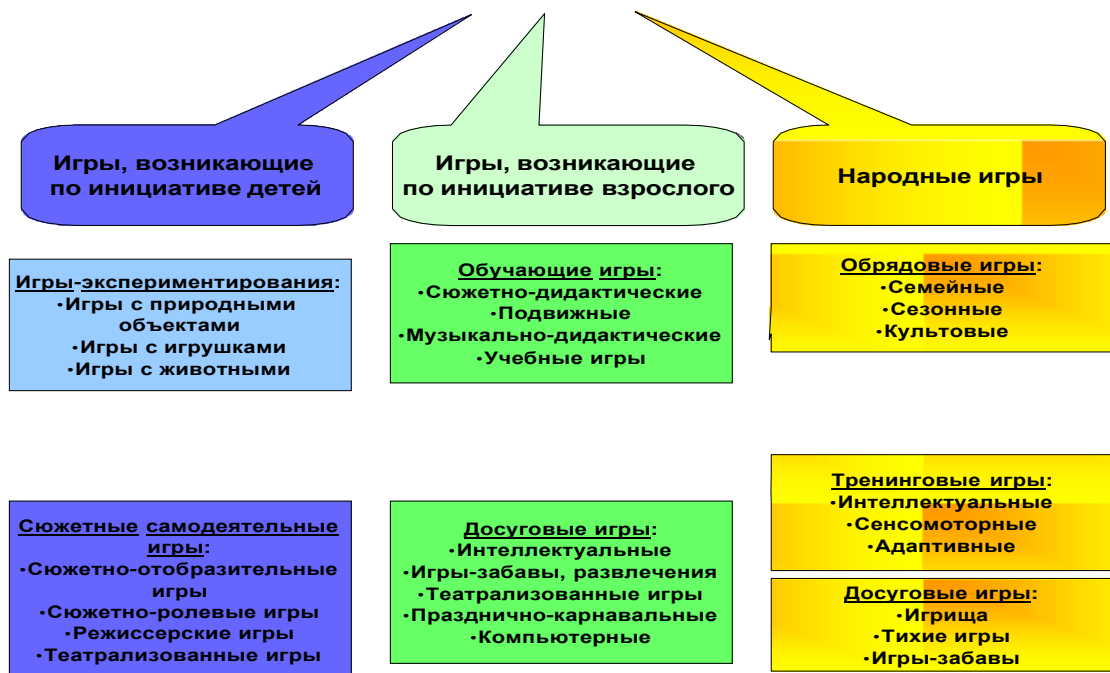 Игры, возникающие
по инициативе детей
Игры-экспериментирования:
•Игры с природными
объектами
•Игры с игрушками
•Игры с животными
Сюжетные самодеятельные
игры:
•Сюжетно-отобразительные
игры
•Сюжетно-ролевые игры
•Режиссерские игры
•Театрализованные игры
Игры, возникающие
по инициативе взрослого
Обучающие игры:
•Сюжетно-дидактические
•Подвижные
•Музыкально-дидактические
•Учебные игры
Досуговые игры:
•Интеллектуальные
•Игры-забавы, развлечения
•Театрализованные игры
•Празднично-карнавальные
•Компьютерные
Народные игры
Обрядовые игры:
•Семейные
•Сезонные
•Культовые
Тренинговые игры:
•Интеллектуальные
•Сенсомоторные
•Адаптивные
Досуговые игры:
•Игрища
•Тихие игры
•Игры-забавы